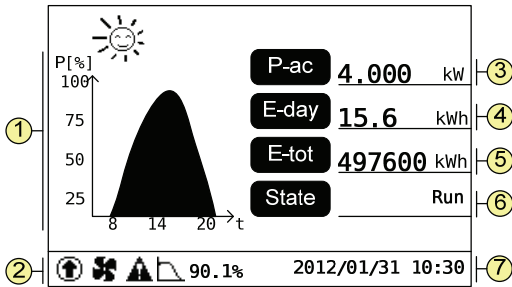 P[%]
100
75
50
25
8 14 20 t
P-ac 4.000 kW
E-day 15.6 kWh
E-tot 497600 kWh
State Run
90.1% 2012/01/31 10:30
1
2
3
4
5
6
7